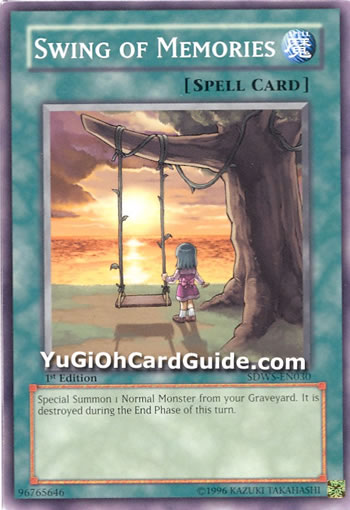 SWING OF MEMORIES 魔
[SPELL CARD]
YuGiOhCardGuide.com
1st Edition SDWS-EN030
Special Summon 1 Normal Monster from your Graveyard. It is
destroyed during the End Phase of this turn.
96765646 ©1996 KAZUKI TAKAHASHI